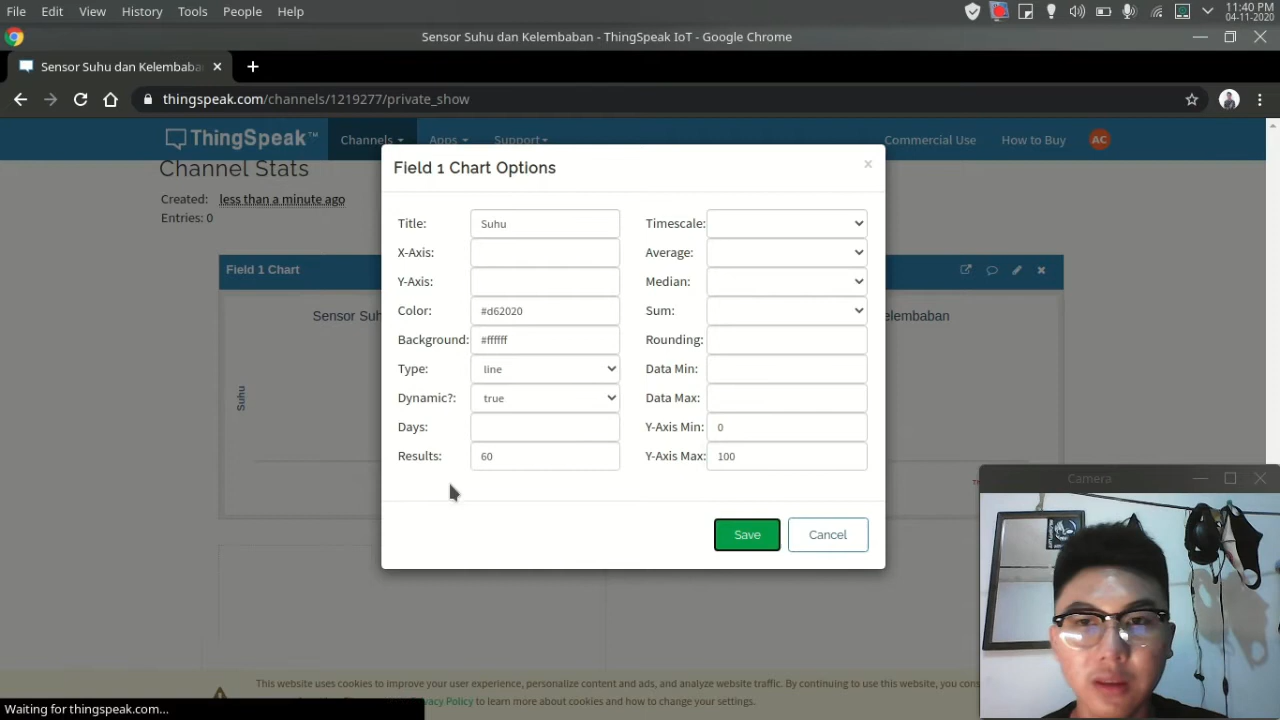 File Edit View History Tools People Help
11:40 PM
04-11-2020
Sensor Suhu dan Kelembaban - ThingSpeak IoT - Google Chrome
Sensor Suhu dan Kelembaba
thingspeak.com/channels/1219277/private_show
ThingSpeak™ Channels Apps Support Commercial Use How to Buy AC
Channel Stats
Created: less than a minute ago
Entries: 0
Field 1 Chart
Sensor Suh
elembaban
Suhu
Field 1 Chart Options
×
Title: Suhu Timescale:
X-Axis: Average:
Y-Axis: Median:
Color: #d62020 Sum:
Background: #ffffff Rounding:
Type: line Data Min:
Dynamic?: true Data Max:
Days: Y-Axis Min: 0
Results: 60 Y-Axis Max: 100
Save Cancel
Camera
This website uses cookies to improve your user experience, personalize content and ads, and analyze website traffic. By continuing to use this website, you cons
ivacy Policy to learn more about cookies and how to change your settings.
Waiting for thingspeak.com...